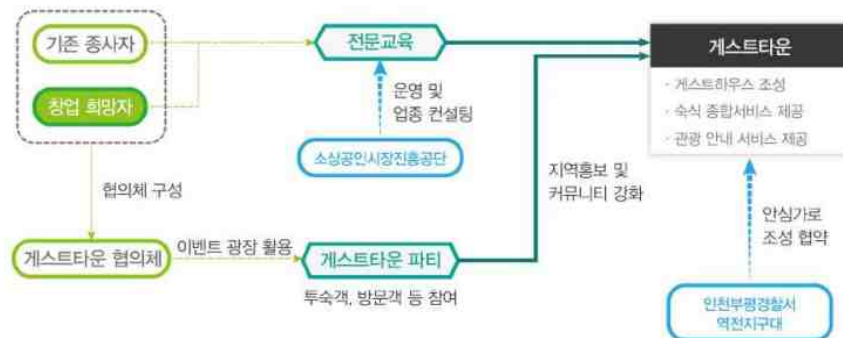 기존 종사자
창업 희망자
전문교육
운영 및
업종 컨설팅
소상공인시장진흥공단
게스트타운
· 게스트하우스 조성
· 숙식 종합서비스 제공
· 관광 안내 서비스 제공
협의체 구성
지역홍보 및
커뮤니티 강화
안심가로
조성 협약
게스트타운 협의체
이벤트 광장 활용
게스트타운 파티
투숙객, 방문객 등 참여
인천부평경찰서
역전지구대